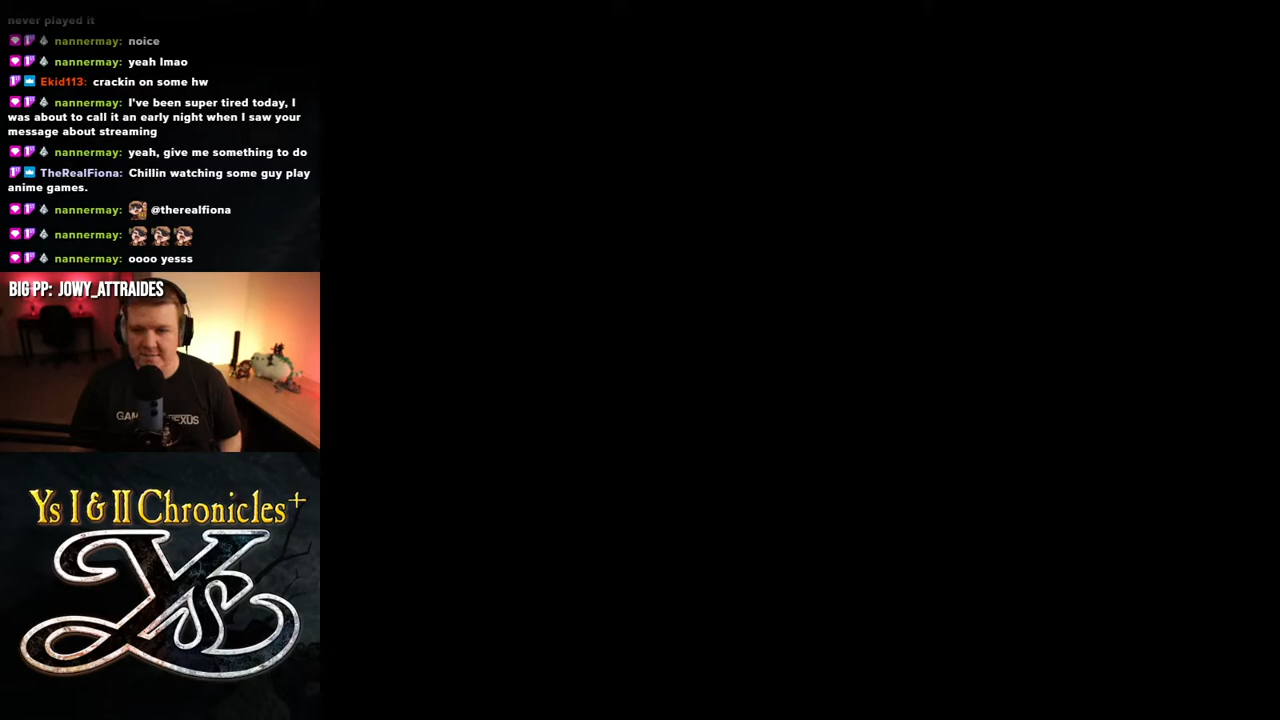 never played it
nannermay: noice
nannermay: yeah lmao
Ekid113: crackin on some hw
nannermay: I've been super tired today, I
was about to call it an early night when I saw your
message about streaming
nannermay: yeah, give me something to do
TheRealFiona: Chillin watching some guy play
anime games.
nannermay: @therealfiona
nannermay:
nannermay: oooo yesss
BIG PP: JOWY_ATTRAIDES
Ys I & II Chronicles+
Ys